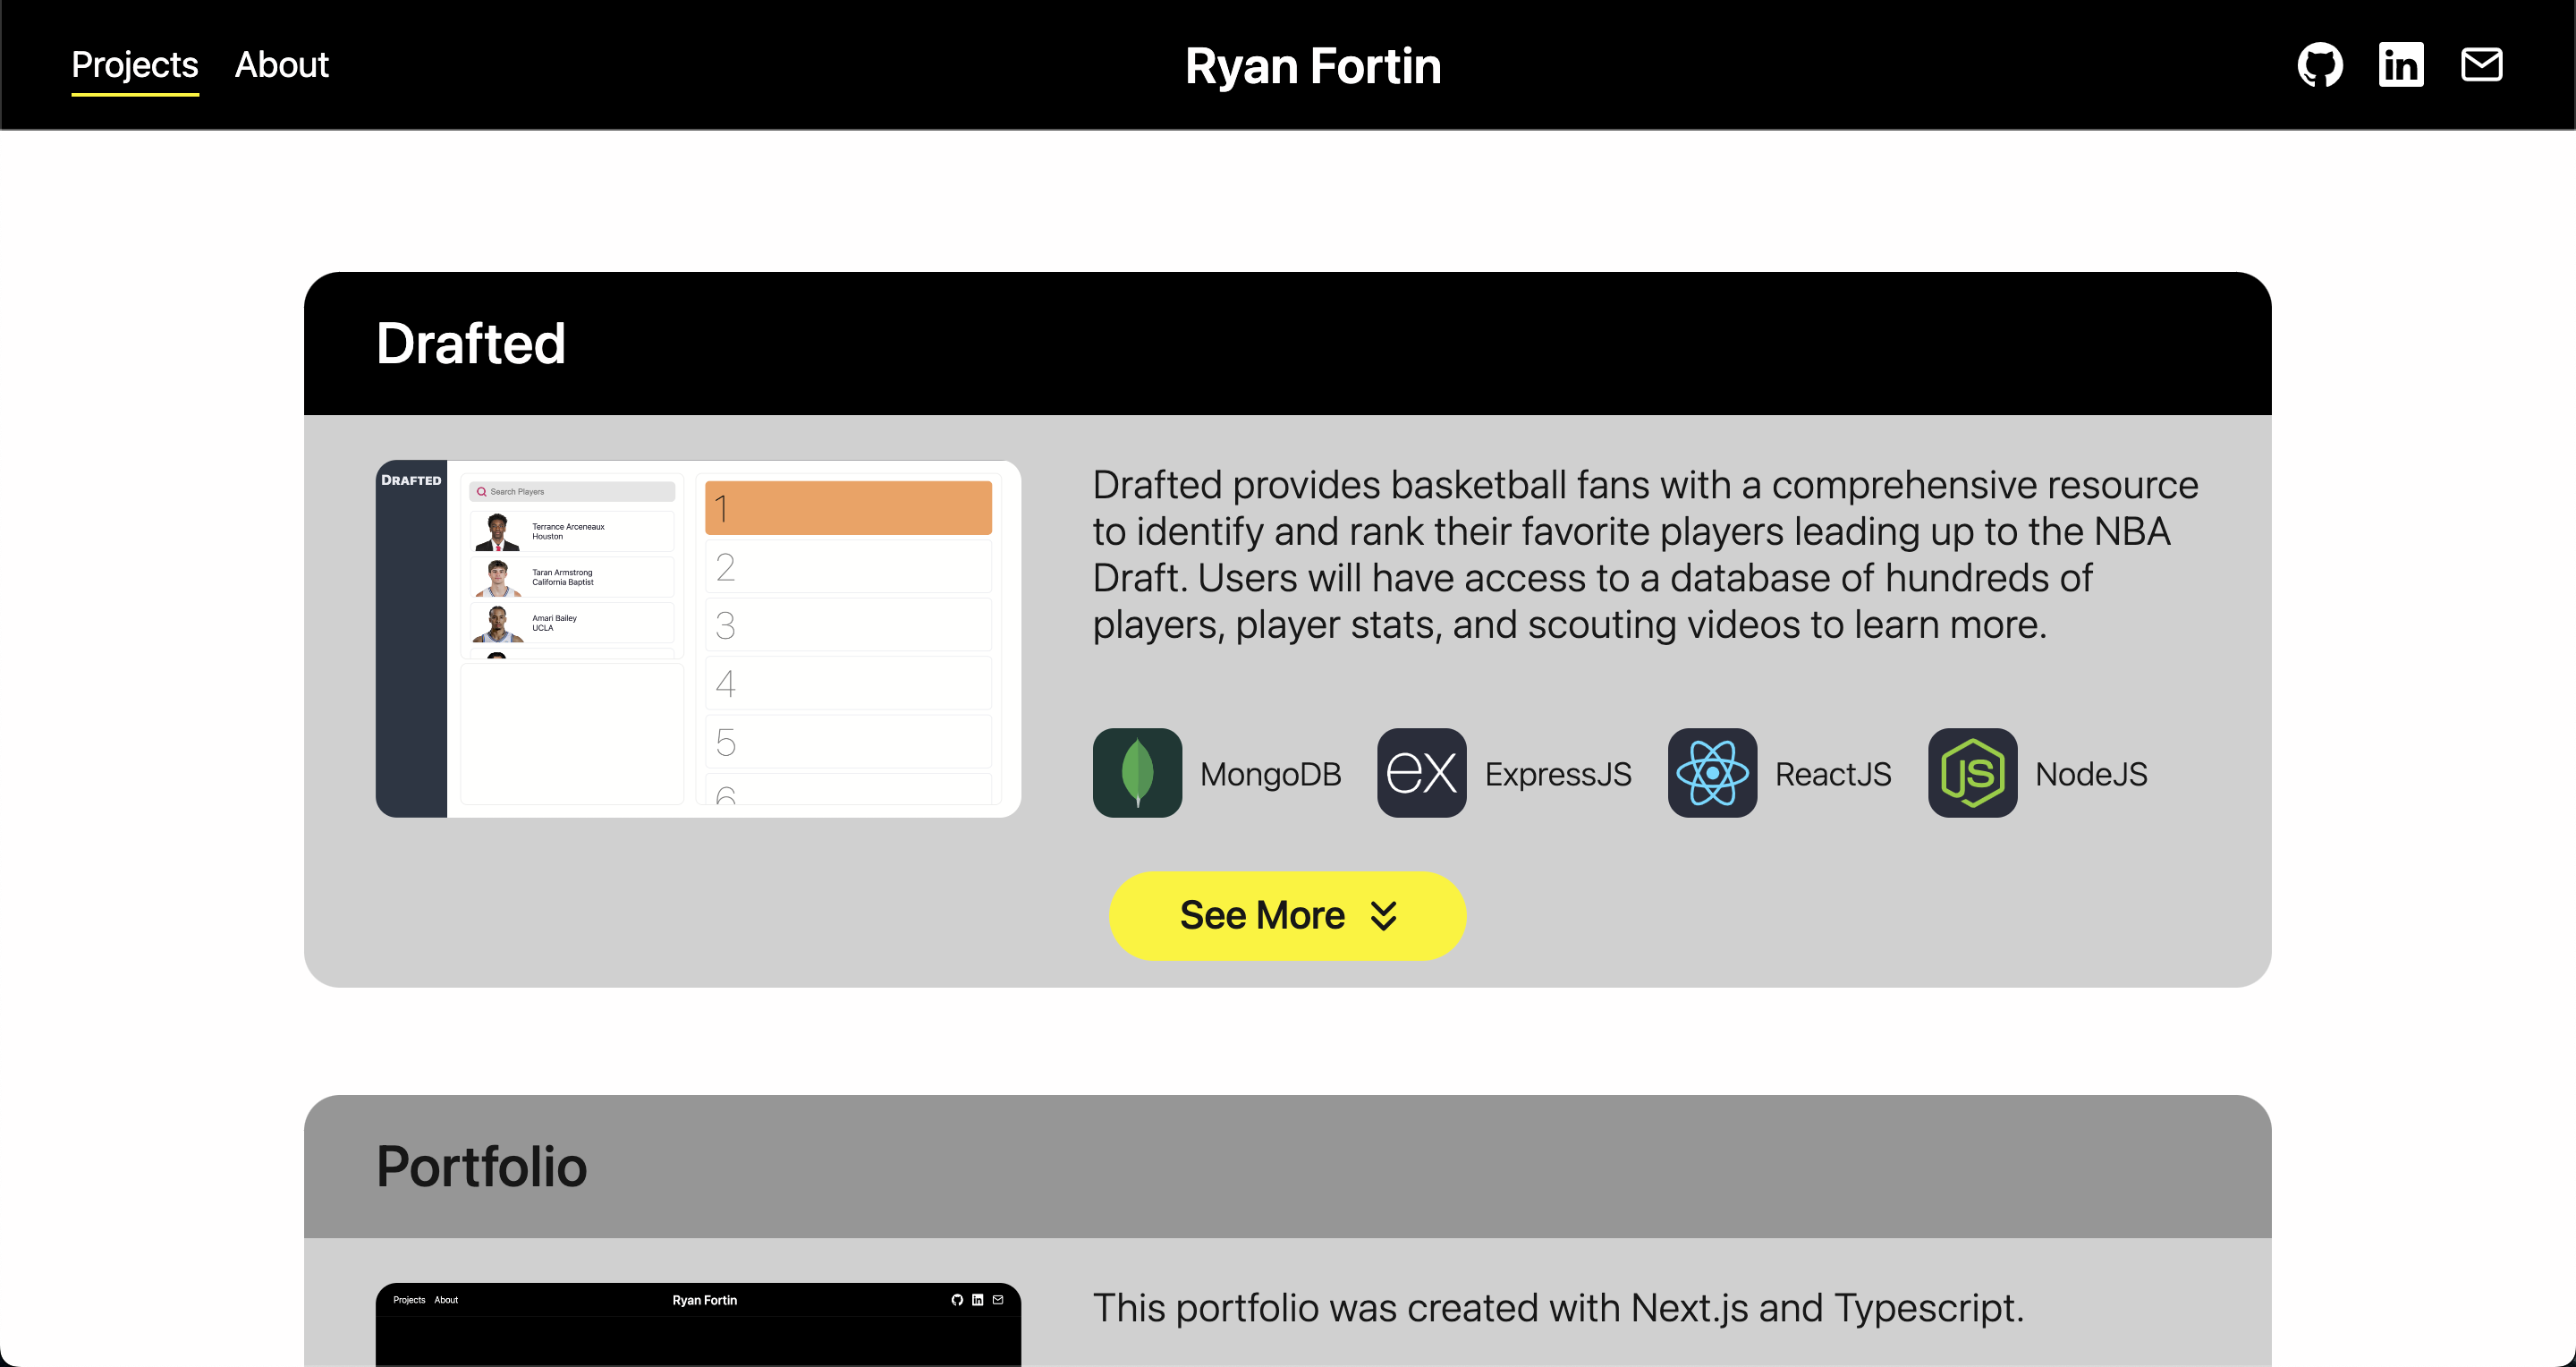 Projects About
Ryan Fortin
in
Drafted
DRAFTED
Search Players
Terrance Arceneaux
Houston
Taran Armstrong
California Baptist
Amari Bailey
UCLA
1
2
3
4
5
6
Drafted provides basketball fans with a comprehensive resource
to identify and rank their favorite players leading up to the NBA
Draft. Users will have access to a database of hundreds of
players, player stats, and scouting videos to learn more.
MongoDB
ex ExpressJS
ReactJS
JS NodeJS
See More
Portfolio
Projects About
Ryan Fortin
in
This portfolio was created with Next.js and Typescript.